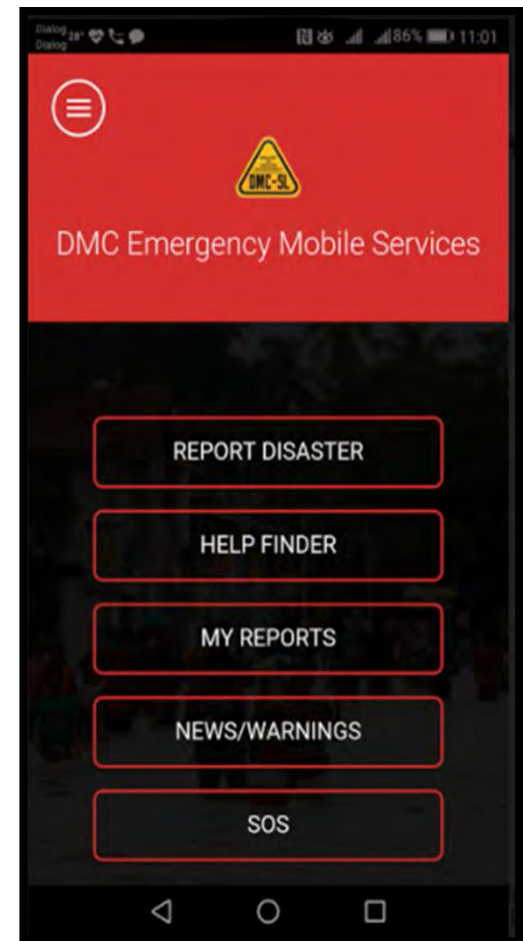 Dialog 28° 86% 11:01
Dialog
DMC-SL
DMC Emergency Mobile Services
REPORT DISASTER
HELP FINDER
MY REPORTS
NEWS/WARNINGS
SOS